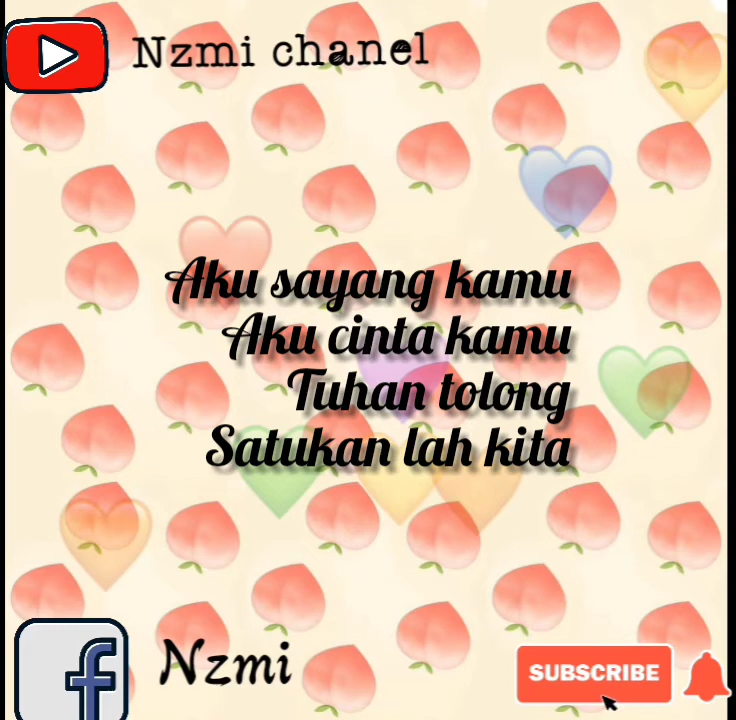 Nzmi chanel
Aku sayang kamu
Aku cinta kamu
Tuhan tolong
Satukan lah kita
Nzmi
SUBSCRIBE